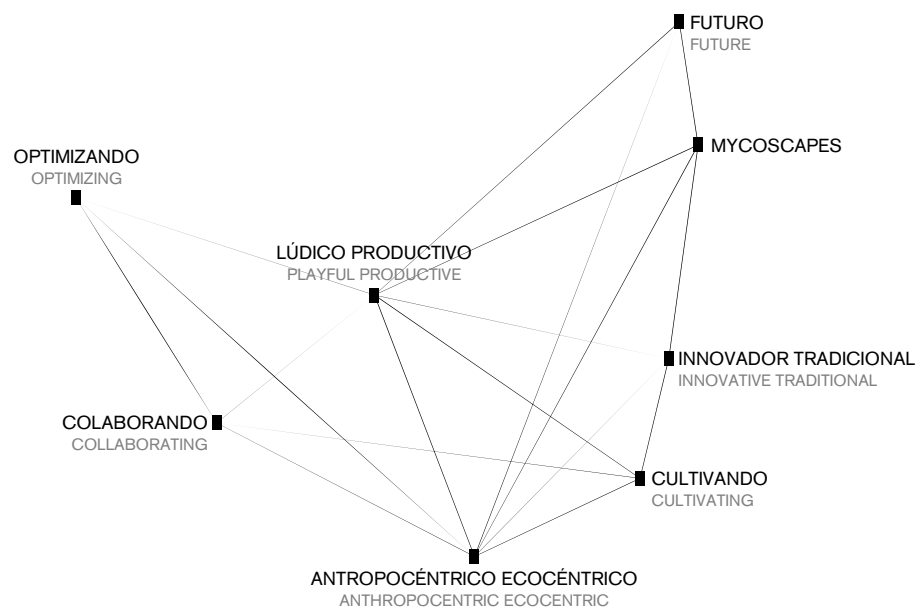 FUTURO
FUTURE
MYCOSCAPES
OPTIMIZANDO
OPTIMIZING
LÚDICO PRODUCTIVO
PLAYFUL PRODUCTIVE
INNOVADOR TRADICIONAL
INNOVATIVE TRADITIONAL
COLABORANDO
COLLABORATING
CULTIVANDO
CULTIVATING
ANTROPOCÉNTRICO ECOCÉNTRICO
ANTHROPOCENTRIC ECOCENTRIC